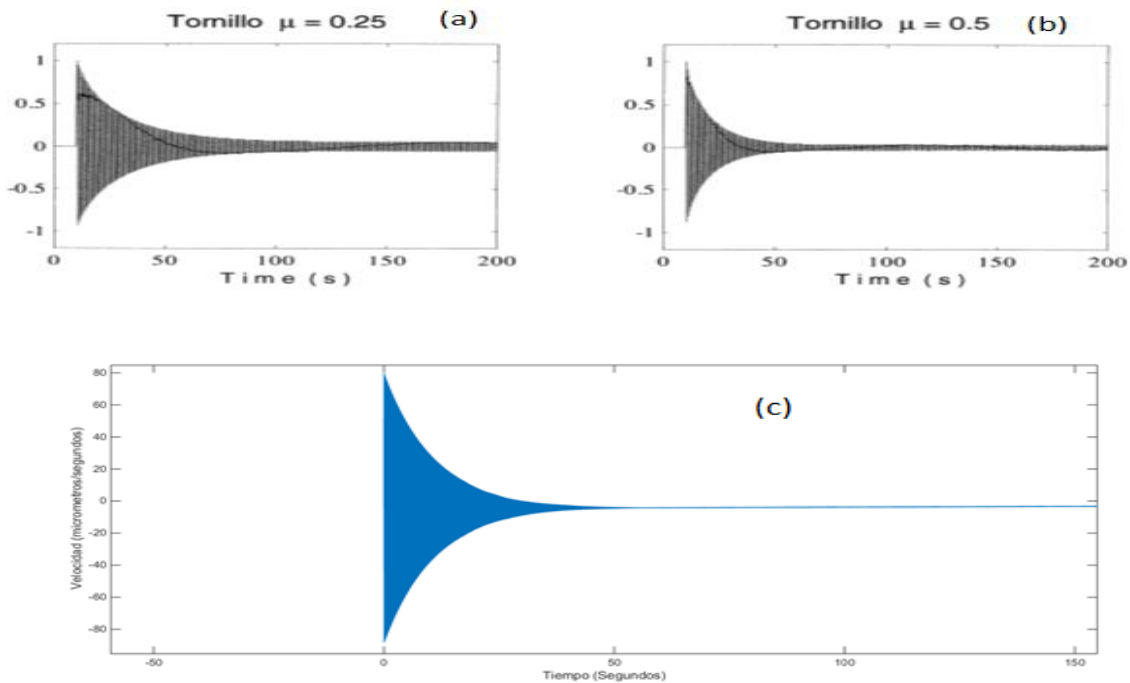 Tornillo μ = 0.25 (a)
1
0.5
0
-0.5
-1
0 50 100 150 200
Time (s)
Tornillo μ = 0.5 (b)
1
0.5
0
-0.5
-1
0 50 100 150 200
Time (s)
(c)
80
60
40
20
0
-20
-40
-60
-80
Velocidad (micrometros/segundos)
-50 0 50 100 150
Tiempo (Segundos)